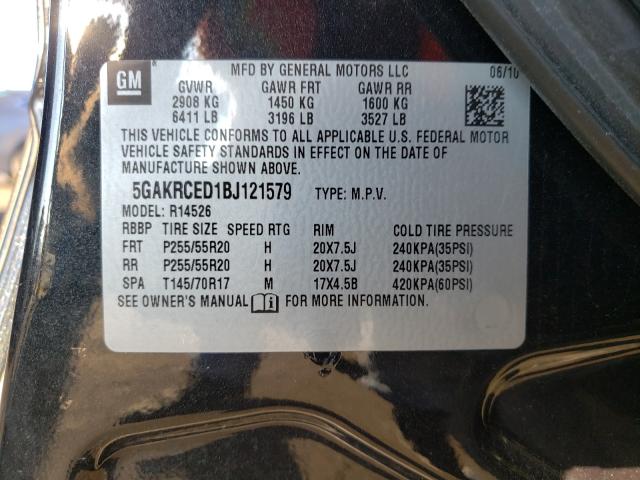 GM
MFD BY GENERAL MOTORS LLC 06/10
GVWR GAWR FRT GAWR RR
2908 KG 1450 KG 1600 KG
6411 LB 3196 LB 3527 LB
THIS VEHICLE CONFORMS TO ALL APPLICABLE U.S. FEDERAL MOTOR
VEHICLE SAFETY STANDARDS IN EFFECT ON THE DATE OF
MANUFACTURE SHOWN ABOVE.
5GAKRCED1BJ121579 TYPE: M.P.V.
MODEL: R14526
RBBP TIRE SIZE SPEED RTG RIM COLD TIRE PRESSURE
FRT P255/55R20 H 20X7.5J 240KPA(35PSI)
RR P255/55R20 H 20X7.5J 240KPA(35PSI)
SPA T145/70R17 M 17X4.5B 420KPA(60PSI)
SEE OWNER'S MANUAL FOR MORE INFORMATION.